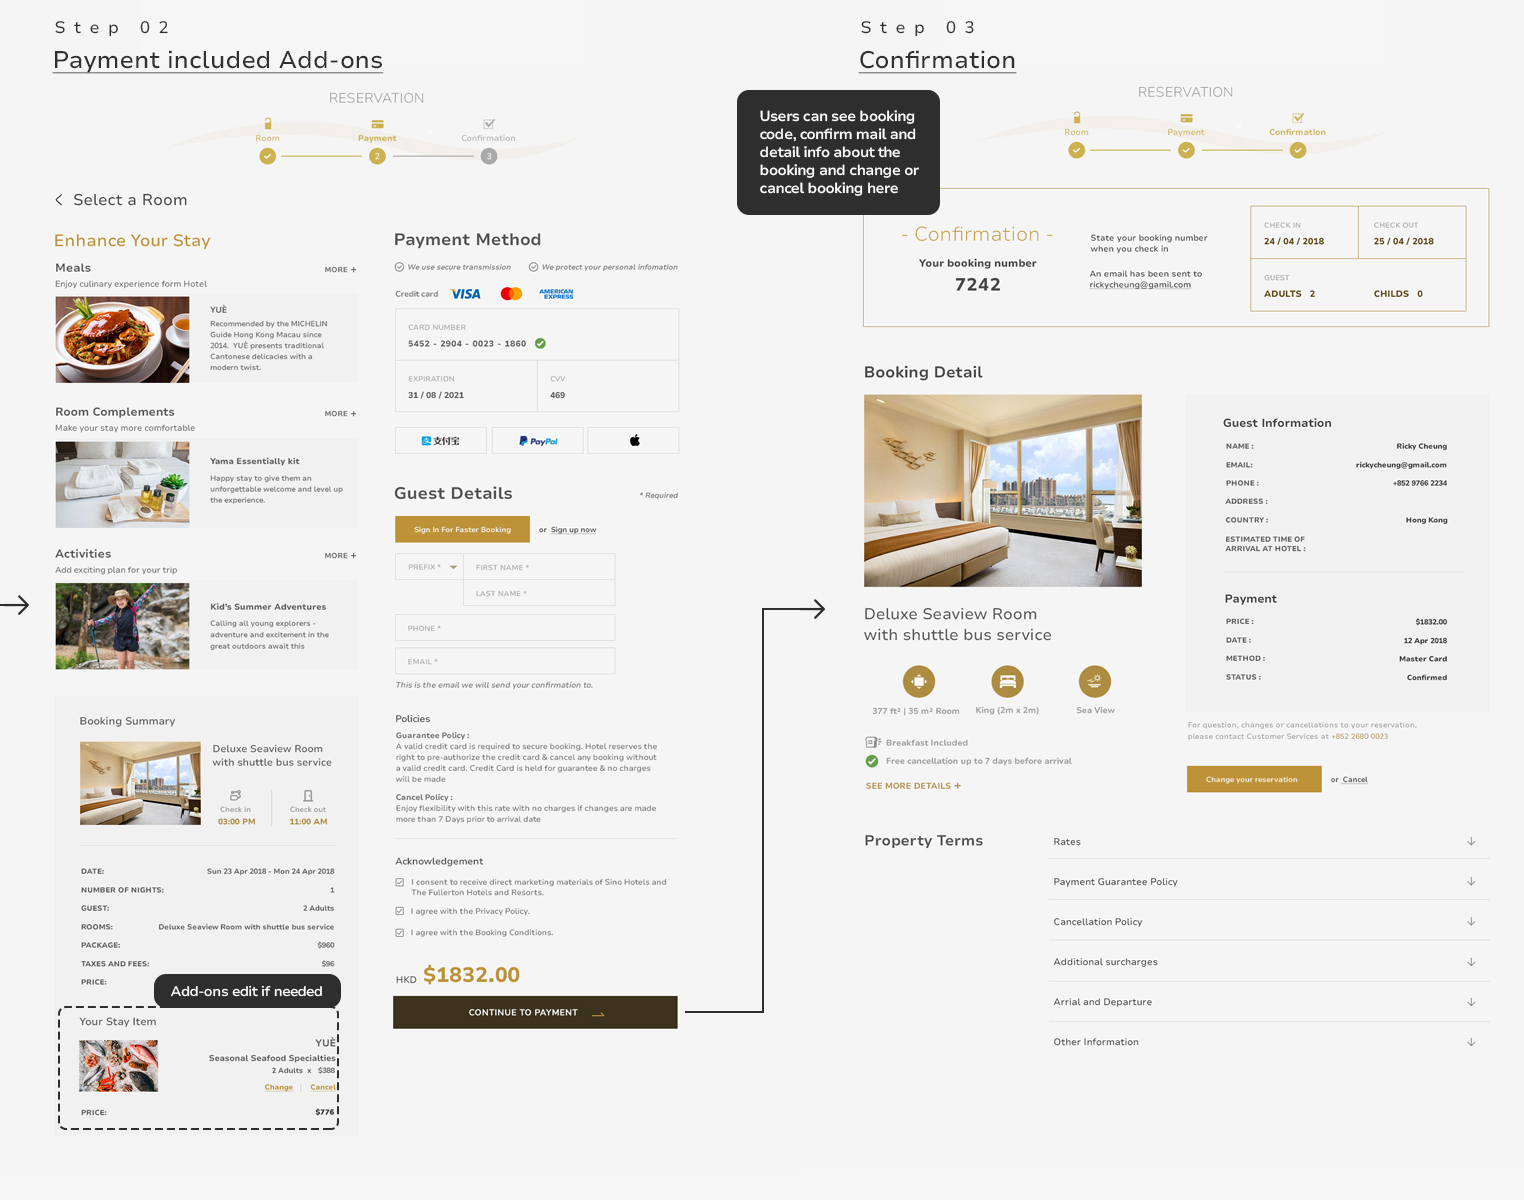 Step 02
Payment included Add-ons
RESERVATION
Room
Payment
Confirmation
2
3
Select a Room
Enhance Your Stay
Meals
MORE +
Enjoy culinary experience form Hotel
YUÈ
Recommended by the MICHELIN
Guide Hong Kong Macau since
2014. YUÈ presents traditional
Cantonese delicacies with a
modern twist.
Room Complements
MORE +
Make your stay more comfortable
Yama Essentially kit
Happy stay to give them an
unforgettable welcome and level up
the experience.
Activities
MORE +
Add exciting plan for your trip
Kid's Summer Adventures
Calling all young explorers -
adventure and excitement in the
great outdoors await this
Booking Summary
Deluxe Seaview Room
with shuttle bus service
Check in
03:00 PM
Check out
11:00 AM
DATE: Sun 23 Apr 2018 - Mon 24 Apr 2018
NUMBER OF NIGHTS: 1
GUEST: 2 Adults
ROOMS: Deluxe Seaview Room with shuttle bus service
PACKAGE: $960
TAXES AND FEES: $96
PRICE:
Add-ons edit if needed
Your Stay Item
YUÈ
Seasonal Seafood Specialties
2 Adults x $388
Change | Cancel
PRICE: $776
Payment Method
We use secure transmission
We protect your personal infomation
Credit card VISA AMERICAN EXPRESS
CARD NUMBER
5452 - 2904 - 0023 - 1860
EXPIRATION
31 / 08 / 2021
CVV
469
支付宝
PayPal
Guest Details
* Required
Sign In For Faster Booking
or Sign up now
PREFIX *
FIRST NAME *
LAST NAME *
PHONE *
EMAIL *
This is the email we will send your confirmation to.
Policies
Guarantee Policy :
A valid credit card is required to secure booking. Hotel reserves the
right to pre-authorize the credit card & cancel any booking without
a valid credit card. Credit Card is held for guarantee & no charges
will be made
Cancel Policy :
Enjoy flexibility with this rate with no charges if changes are made
more than 7 Days prior to arrival date
Acknowledgement
I consent to receive direct marketing materials of Sino Hotels and
The Fullerton Hotels and Resorts.
I agree with the Privacy Policy.
I agree with the Booking Conditions.
HKD $1832.00
CONTINUE TO PAYMENT
Step 03
Confirmation
RESERVATION
Room
Payment
Confirmation
Users can see booking
code, confirm mail and
detail info about the
booking and change or
cancel booking here
- Confirmation -
Your booking number
7242
State your booking number
when you check in
An email has been sent to
rickycheung@gamil.com
CHECK IN
24 / 04 / 2018
CHECK OUT
25 / 04 / 2018
GUEST
ADULTS 2
CHILDS 0
Booking Detail
Deluxe Seaview Room
with shuttle bus service
377 ft² | 35 m² Room
King (2m x 2m)
Sea View
Breakfast Included
Free cancellation up to 7 days before arrival
SEE MORE DETAILS +
Guest Information
NAME : Ricky Cheung
EMAIL: rickycheung@gmail.com
PHONE : +852 9766 2234
ADDRESS :
COUNTRY : Hong Kong
ESTIMATED TIME OF
ARRIVAL AT HOTEL :
Payment
PRICE : $1832.00
DATE : 12 Apr 2018
METHOD : Master Card
STATUS : Confirmed
For question, changes or cancellations to your reservation,
please contact Customer Services at +852 2680 0023
Change your reservation
or Cancel
Property Terms
Rates
Payment Guarantee Policy
Cancellation Policy
Additional surcharges
Arrial and Departure
Other Information